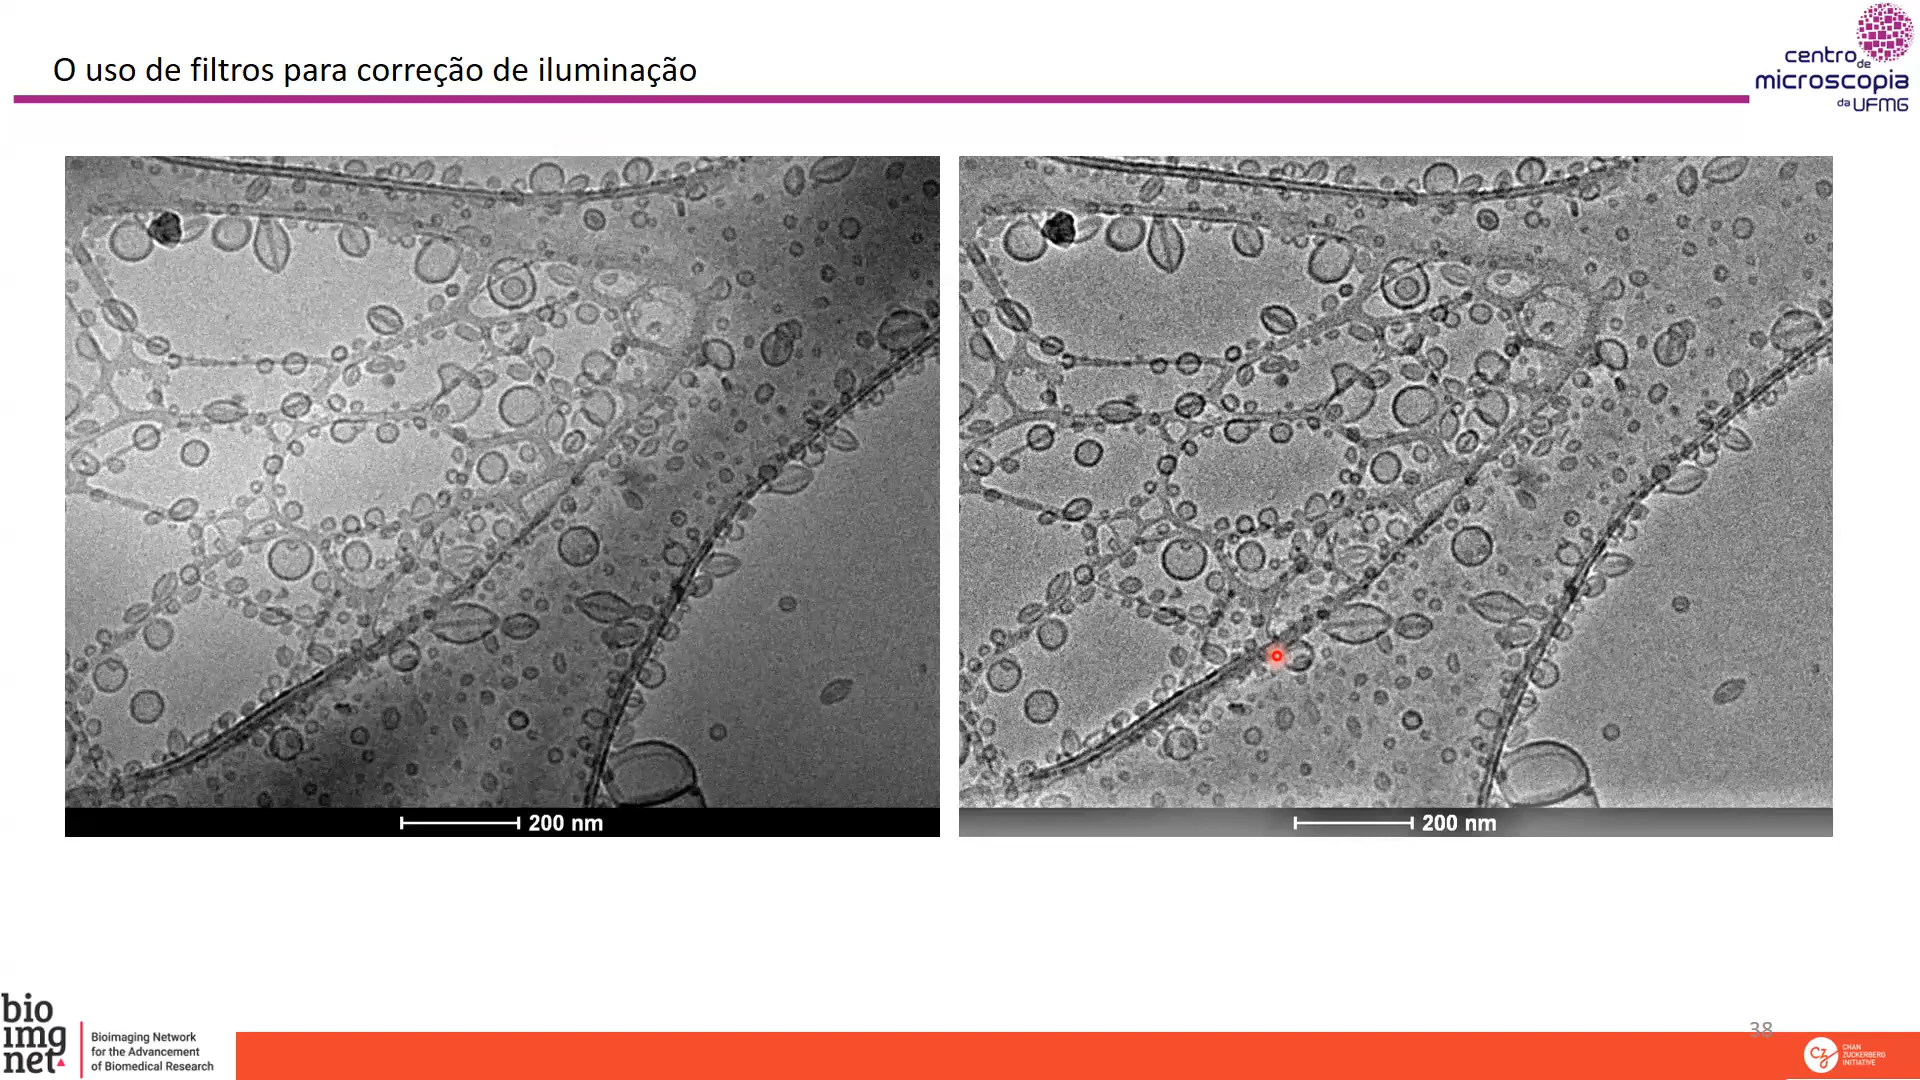 O uso de filtros para correção de iluminação
centro
de
microscopia
da UFMG
200 nm
200 nm
38
bio
img
net
Bioimaging Network
for the Advancement
of Biomedical Research
CZ
CHAN
ZUCKERBERG
INITIATIVE